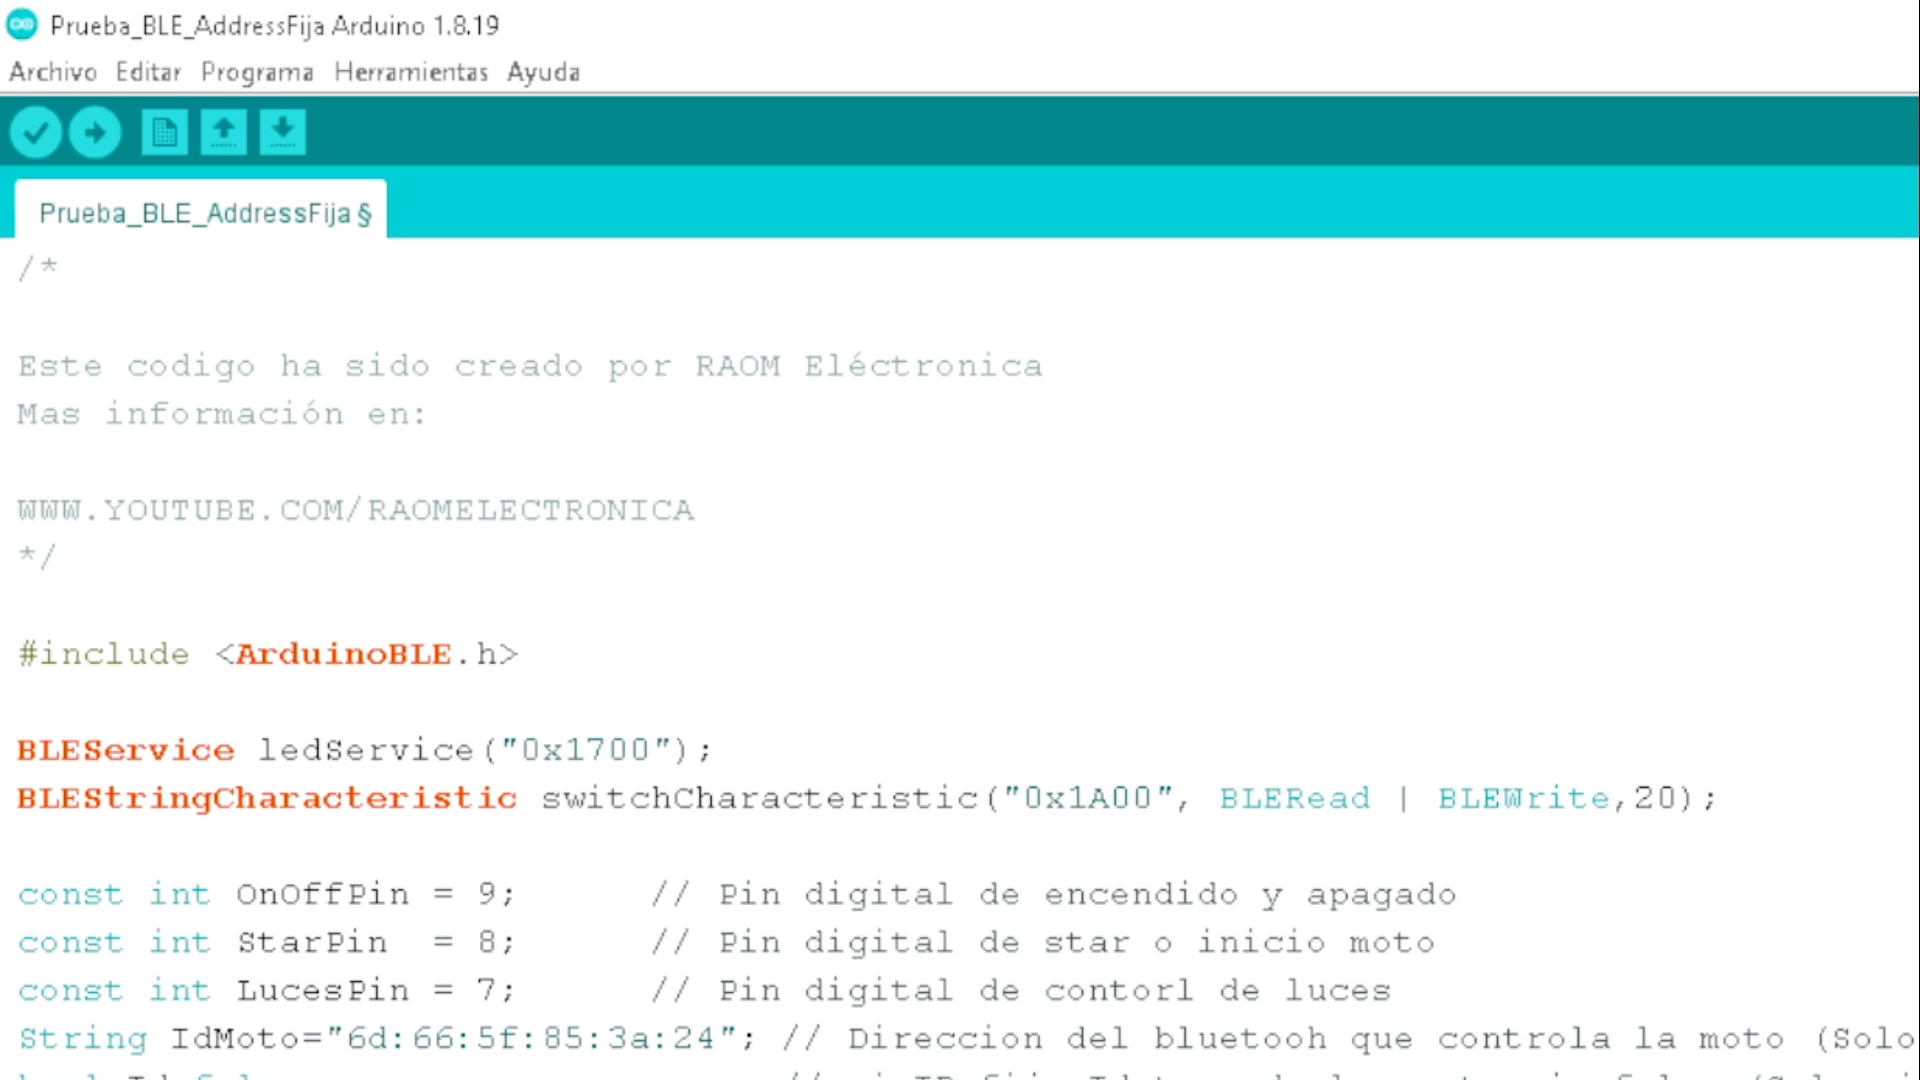 Prueba_BLE_AddressFija Arduino 1.8.19
Archivo Editar Programa Herramientas Ayuda
Prueba_BLE_AddressFija §
/*
Este codigo ha sido creado por RAOM Eléctronica
Mas información en:
WWW.YOUTUBE.COM/RAOMELECTRONICA
*/
#include <ArduinoBLE.h>
BLEService ledService("0x1700");
BLEStringCharacteristic switchCharacteristic("0x1A00", BLERead | BLEWrite,20);
const int OnOffPin = 9; // Pin digital de encendido y apagado
const int StarPin = 8; // Pin digital de star o inicio moto
const int LucesPin = 7; // Pin digital de contorl de luces
String IdMoto="6d:66:5f:85:3a:24"; // Direccion del bluetooh que controla la moto (Solo